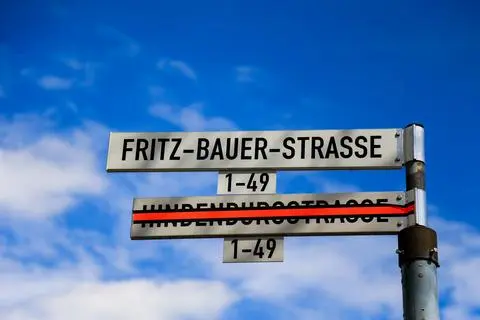 FRITZ-BAUER-STRASSE
1-49
HINDENBURGSTRASSE
1-49